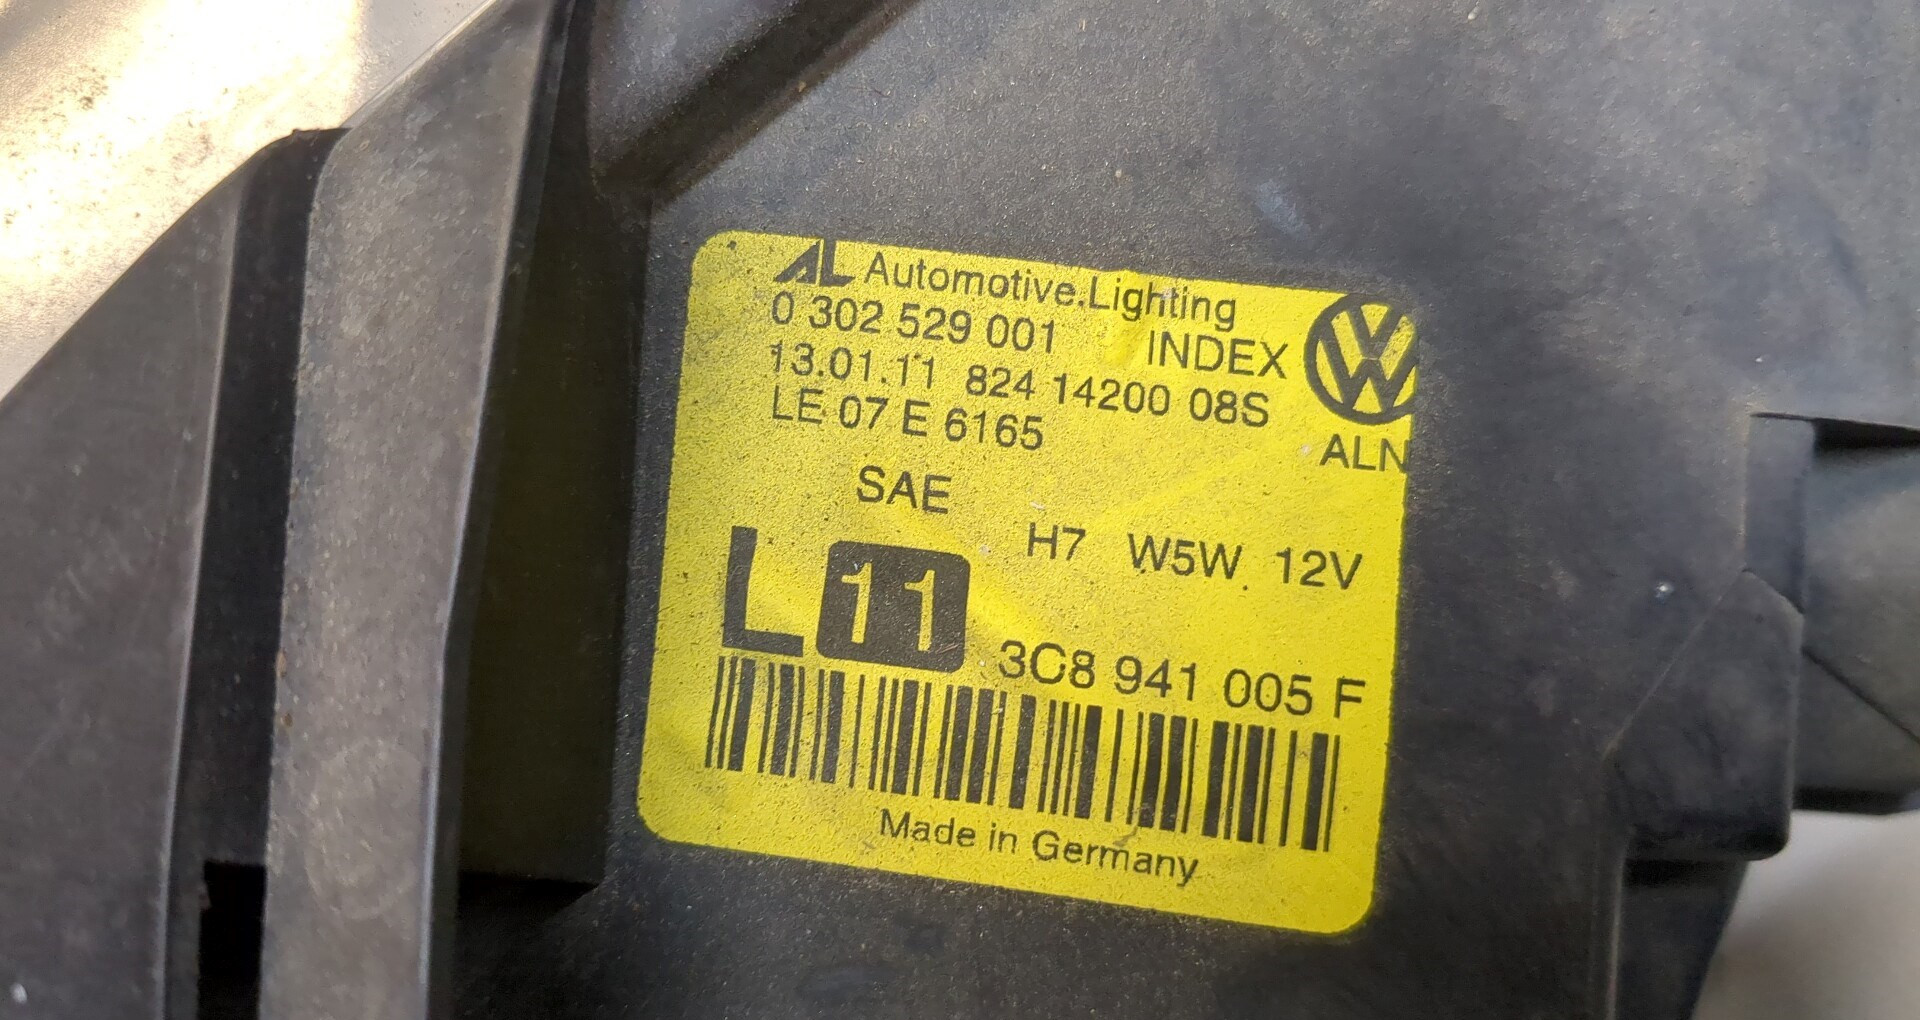 AL Automotive.Lighting
0 302 529 001 INDEX
13.01.11 824 14200 08S
LE 07 E 6165
ALN
SAE
H7 W5W 12V
L 11
3C8 941 005 F
Made in Germany